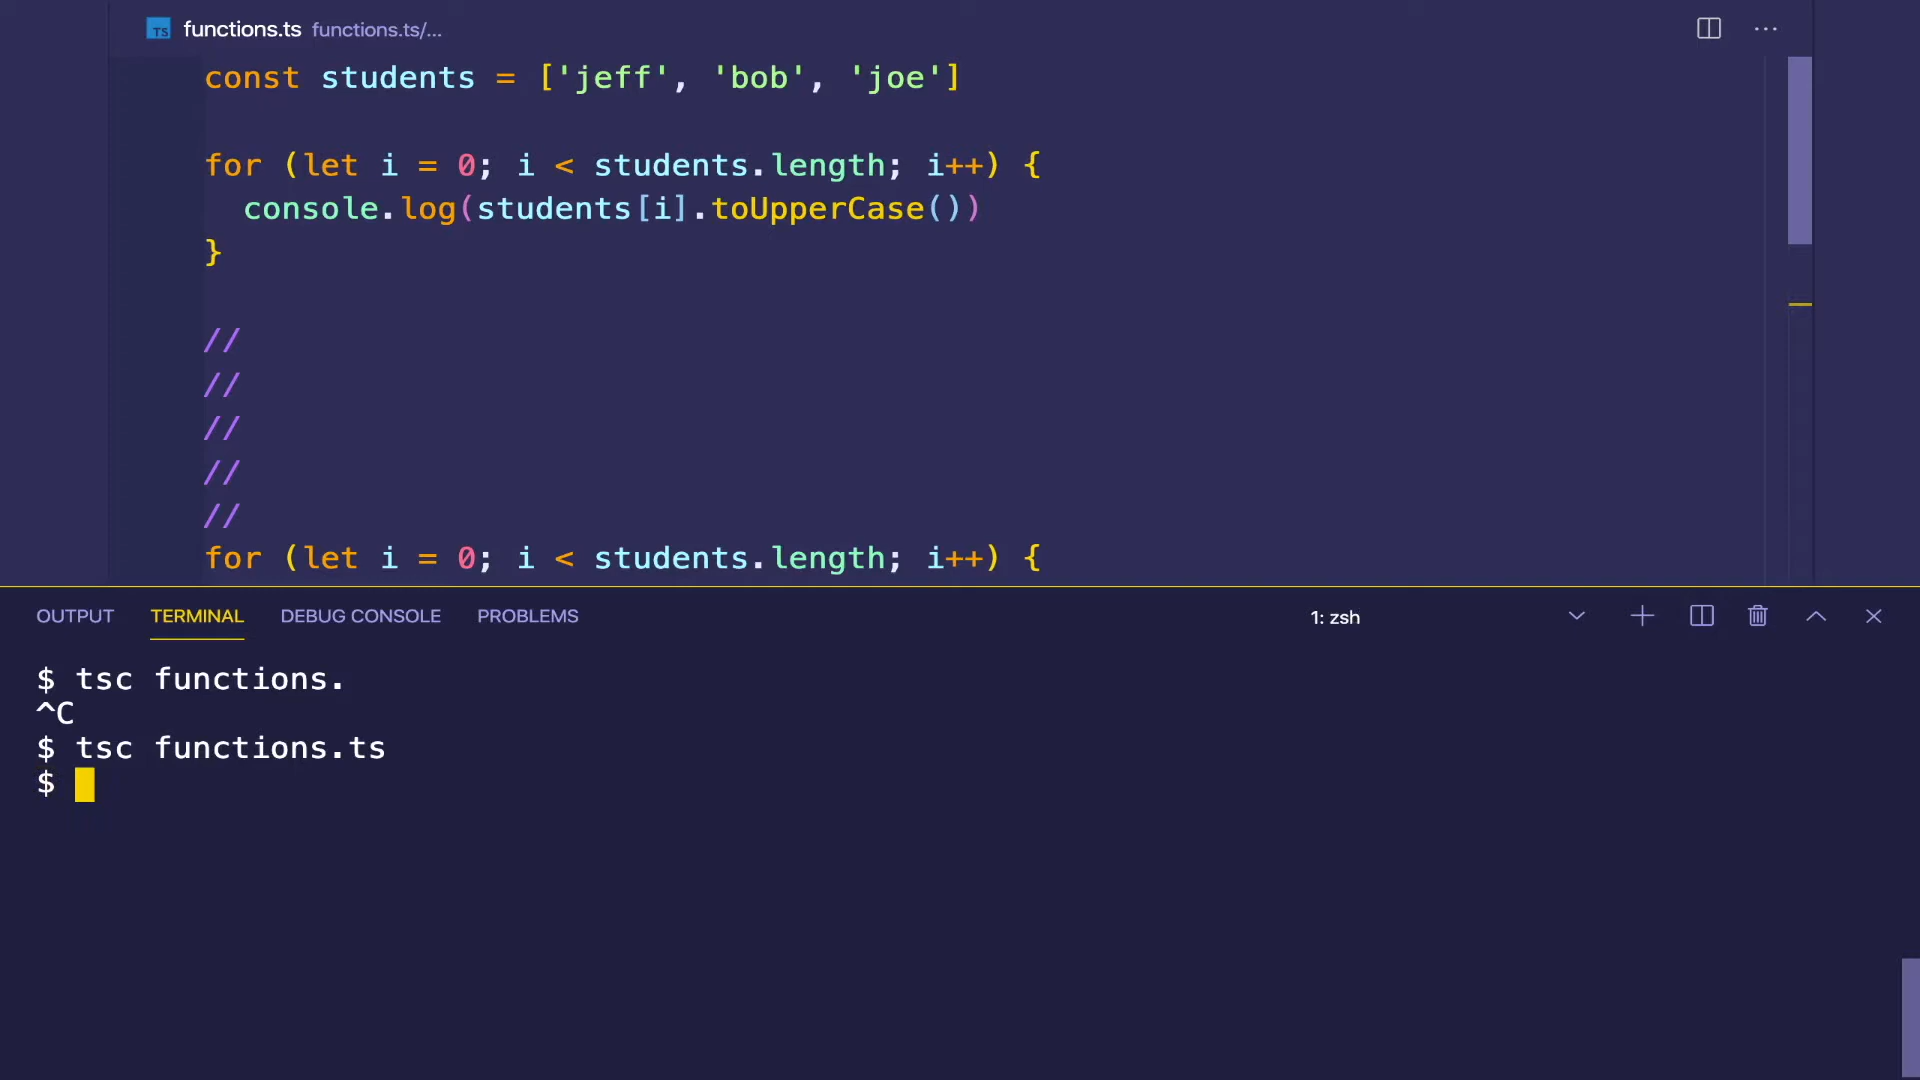 TS functions.ts functions.ts/...
const students = ['jeff', 'bob', 'joe']
for (let i = 0; i < students.length; i++) {
  console.log(students[i].toUpperCase())
}
//
//
//
//
//
for (let i = 0; i < students.length; i++) {
OUTPUT TERMINAL DEBUG CONSOLE PROBLEMS 1: zsh
$ tsc functions.
^C
$ tsc functions.ts
$